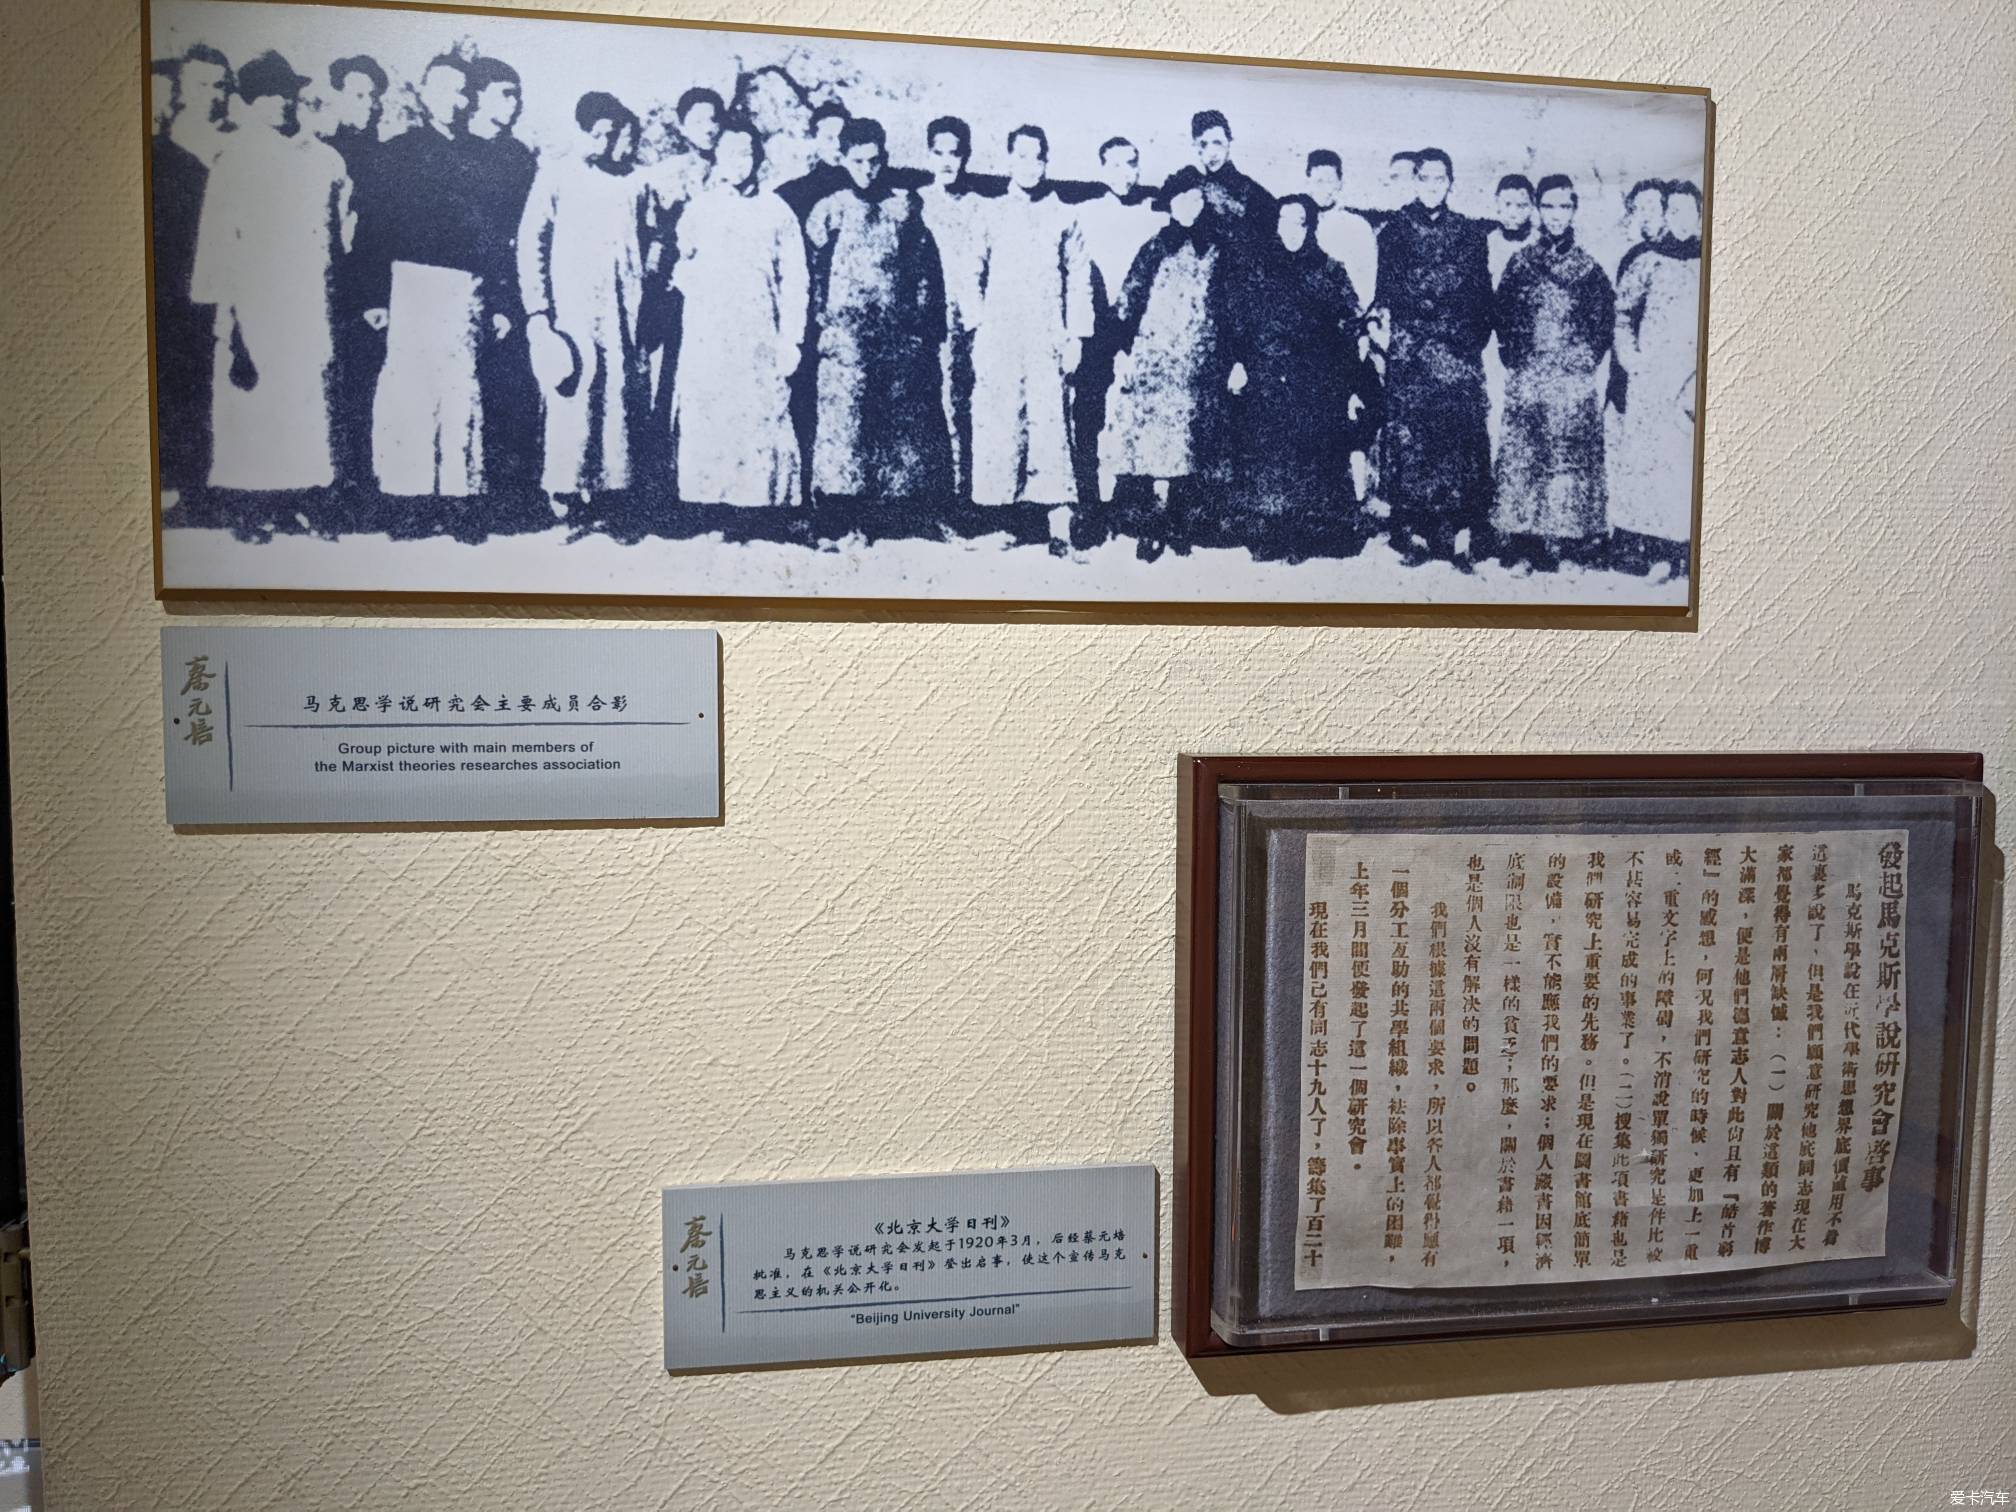 蔡元培
马克思学说研究会主要成员合影
Group picture with main members of
the Marxist theories researches association
發起馬克斯學說研究會啓事
馬克斯學說在近代學術思想界底價值用不着
這裏多說了、但是我們願意研究他底同志現在大
家都覺得有兩層缺憾：（一）關於這類的著作博
大淵深，便是他們德意志人對此尚且有『皓首窮
經』的感想，何況我們研究的時候、更加上一重
或二重文字上的障礙，不消說單獨研究是件比較
不甚容易完成的事業了。（二）搜集此項書籍也是
我們研究上重要的先務。但是現在圖書館底簡單
的設備，實不能應我們的要求；個人藏書因經濟
底制限也是一樣的貧乏；那麼，關於書籍一項，
也是個人沒有解决的問題。
我們根據這兩個要求，所以各人都覺得應有
一個分工互助的共學組織，祛除事實上的困難，
上年三月間便發起了這一個研究會。
現在我們已有同志十九人了，籌集了百二十
蔡元培
《北京大学日刊》
马克思学说研究会发起于1920年3月，后经蔡元培
批准，在《北京大学日刊》登出启事，使这个宣传马克
思主义的机关公开化。
“Beijing University Journal”
爱卡汽车